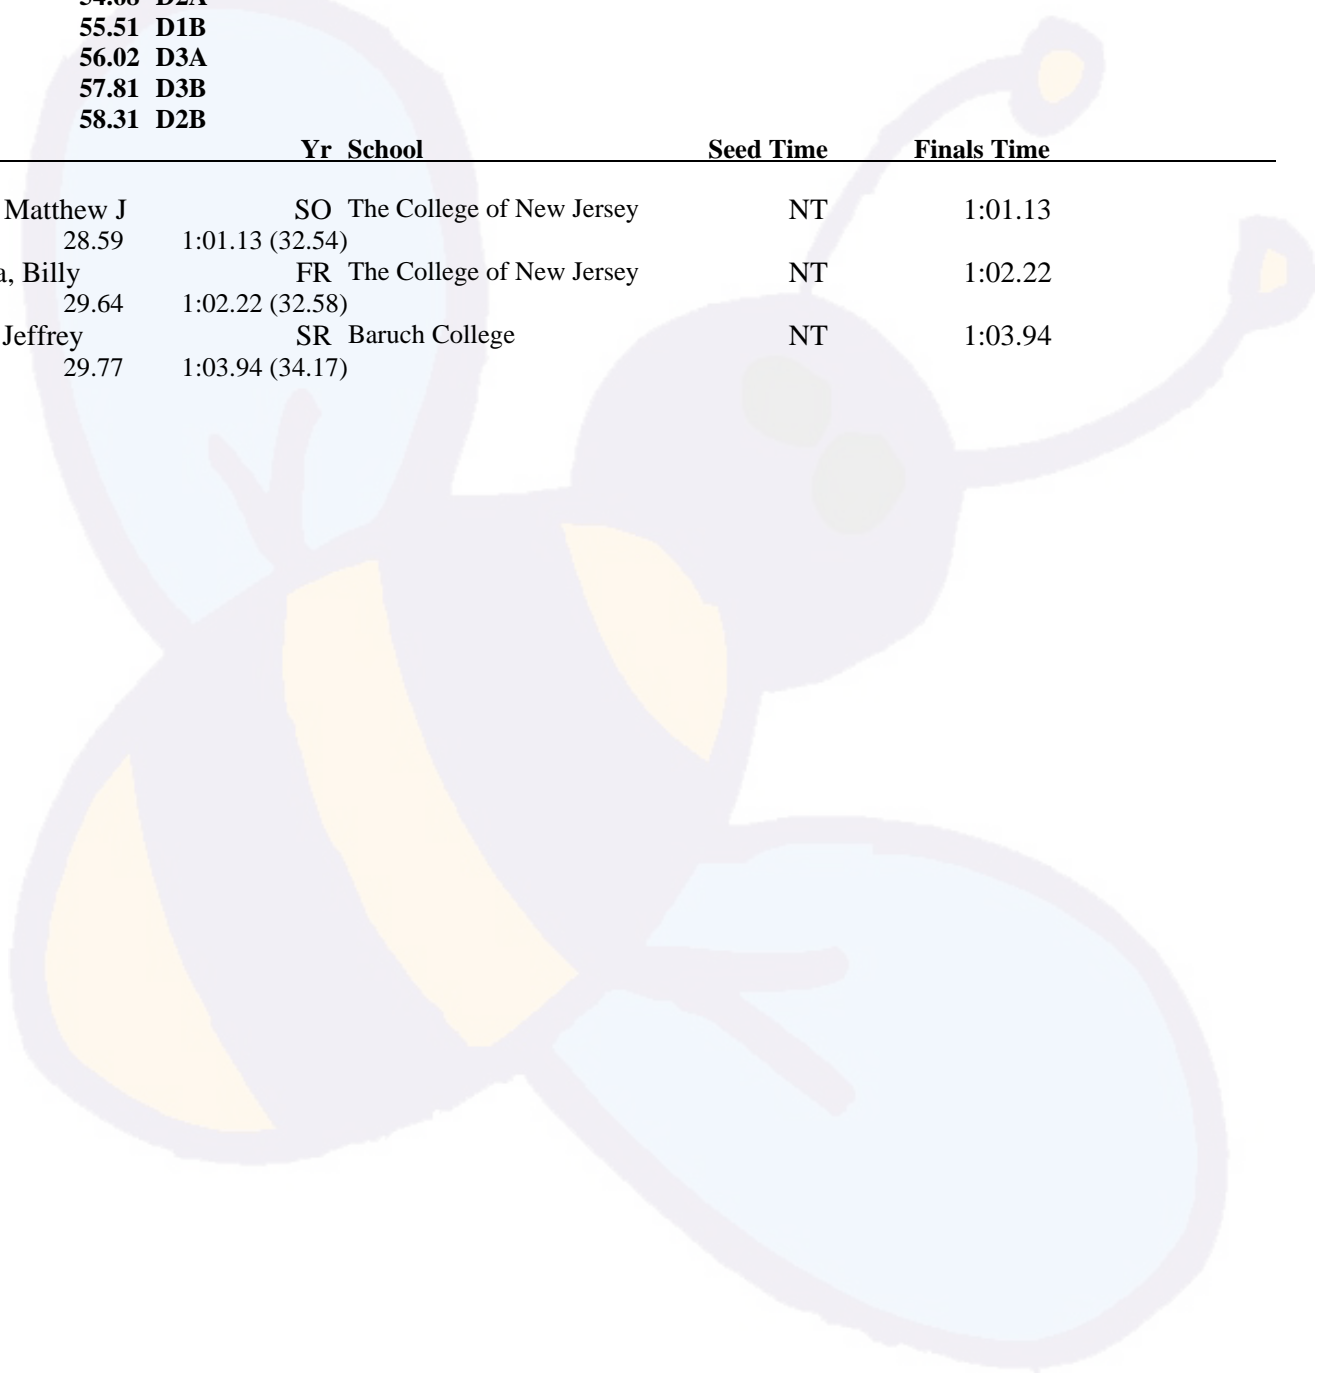 55.51 D1B
56.02 D3A
57.81 D3B
58.31 D2B
Yr School Seed Time Finals Time
Matthew J SO The College of New Jersey NT 1:01.13
28.59 1:01.13 (32.54)
a, Billy FR The College of New Jersey NT 1:02.22
29.64 1:02.22 (32.58)
Jeffrey SR Baruch College NT 1:03.94
29.77 1:03.94 (34.17)